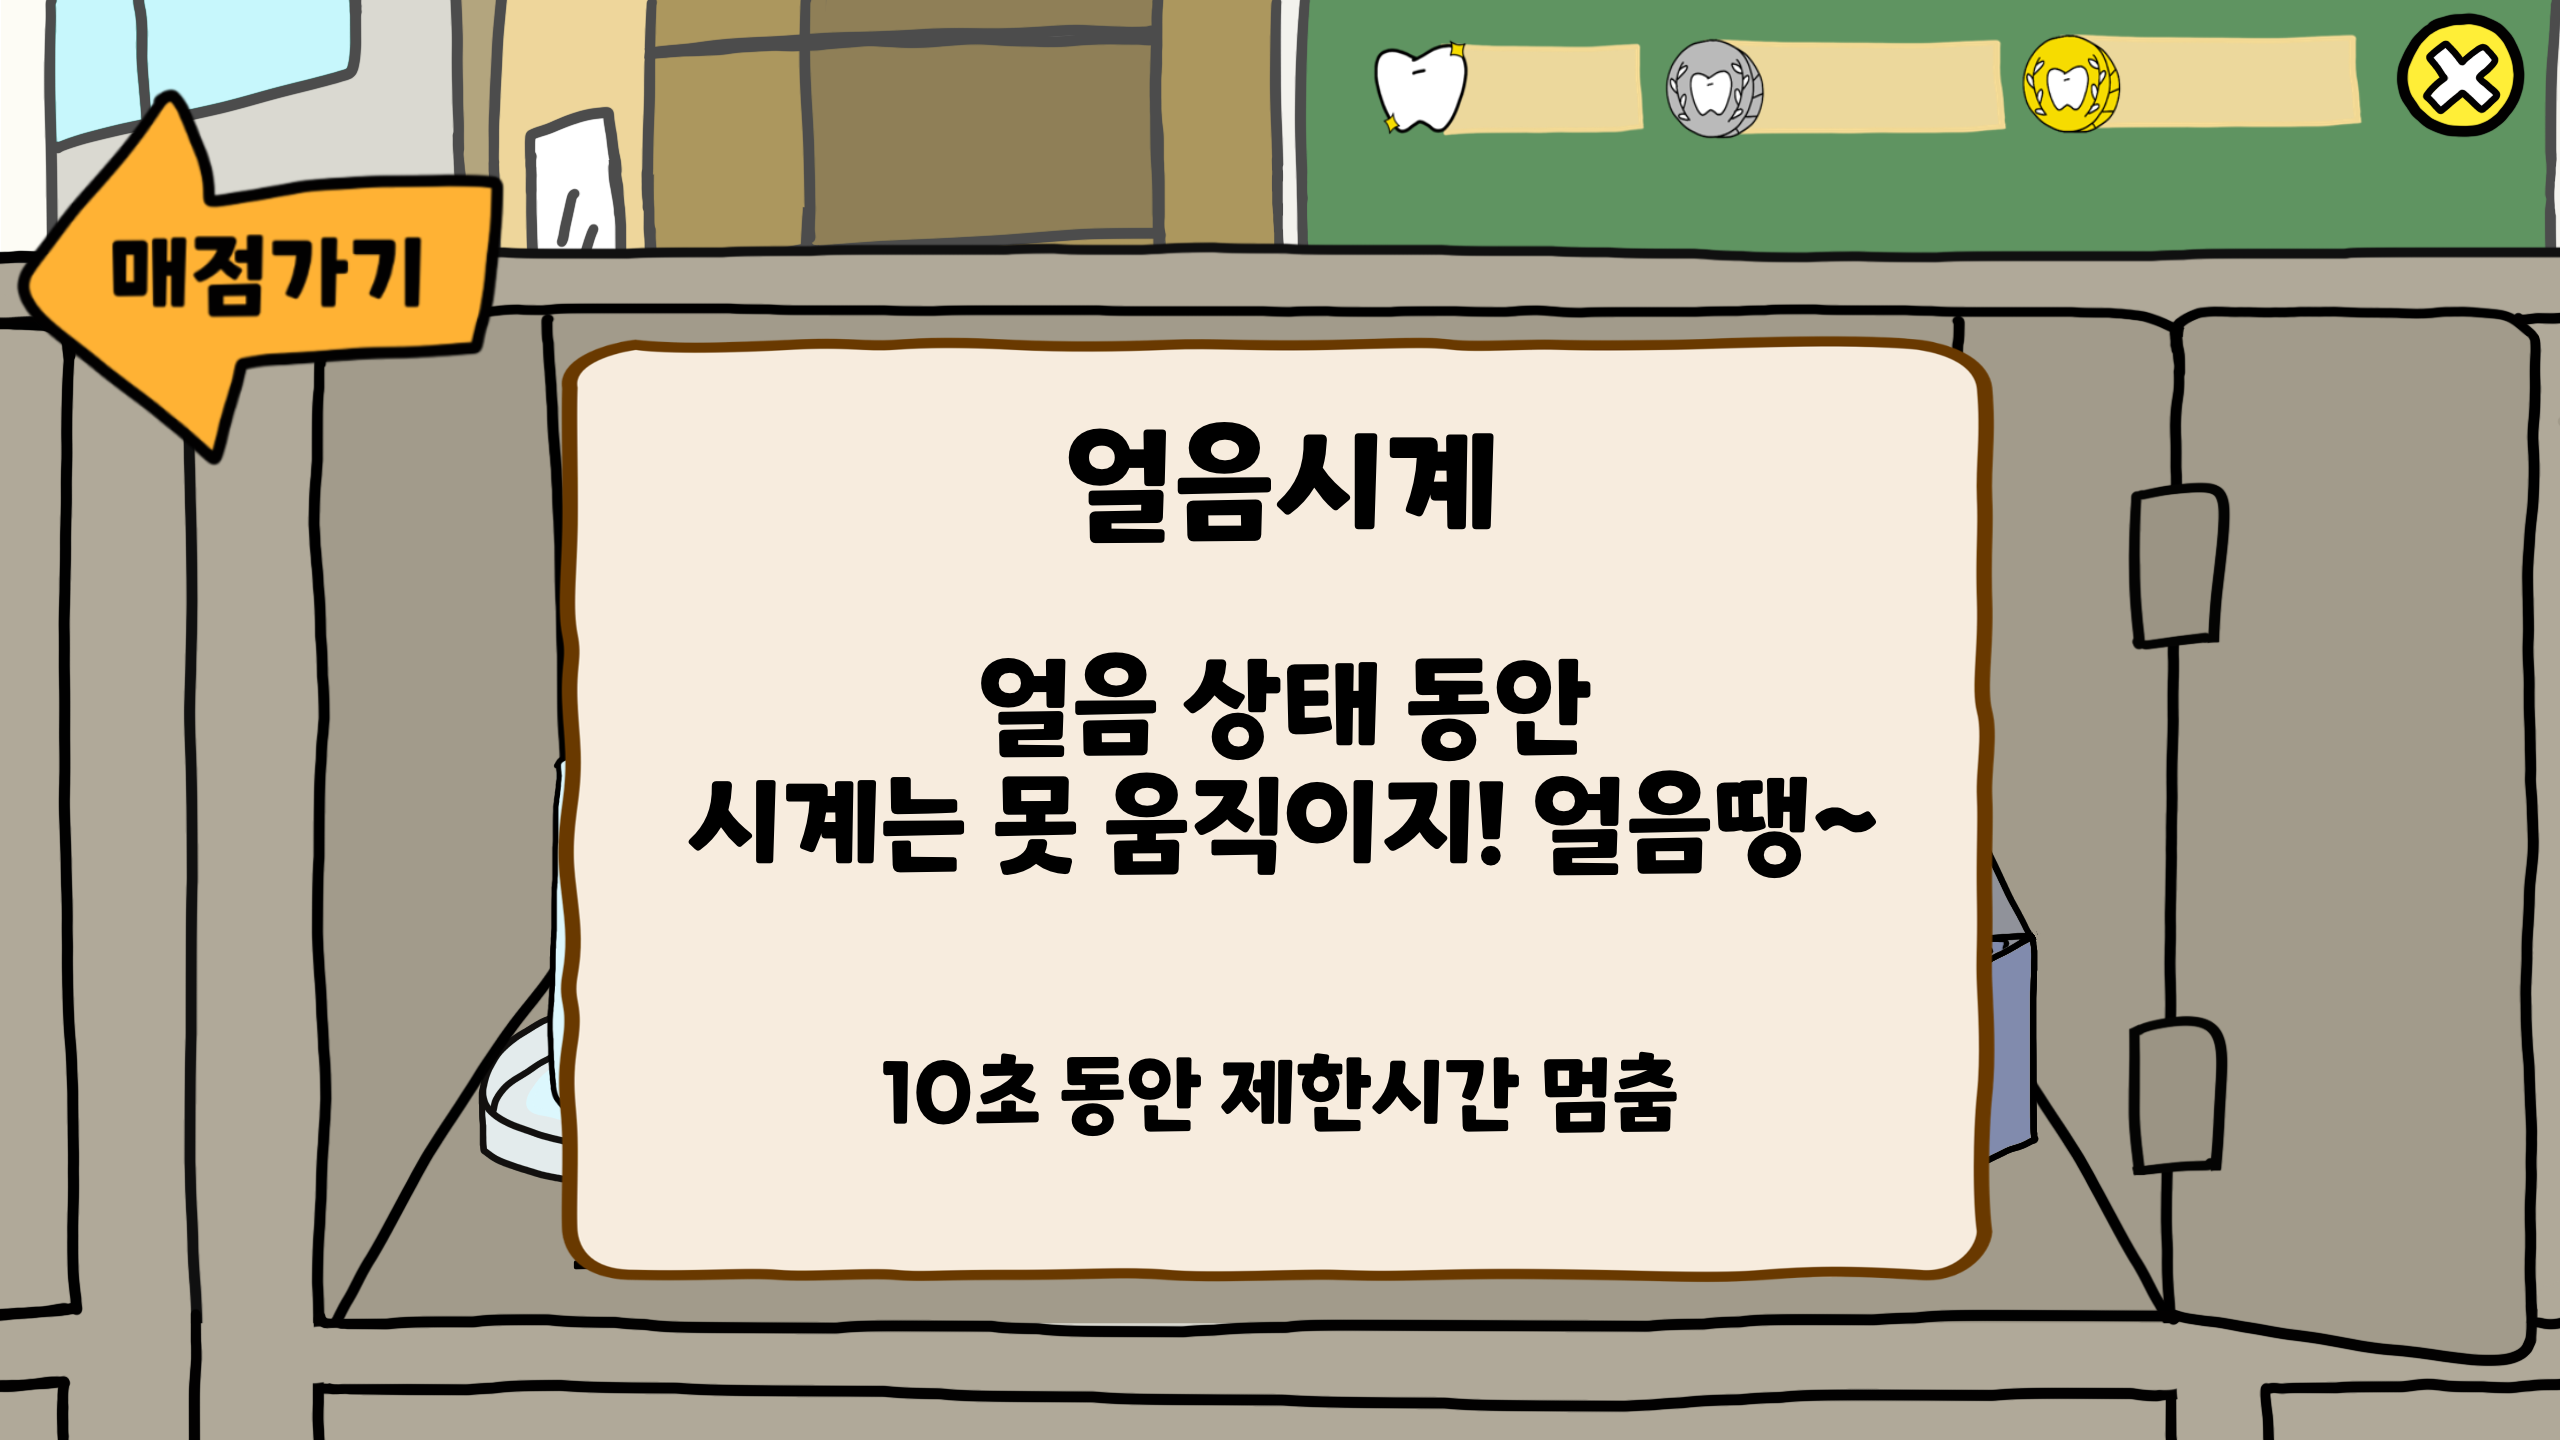 매점가기
얼음시계
얼음 상태 동안
시계는 못 움직이지! 얼음땡~
10초 동안 제한시간 멈춤